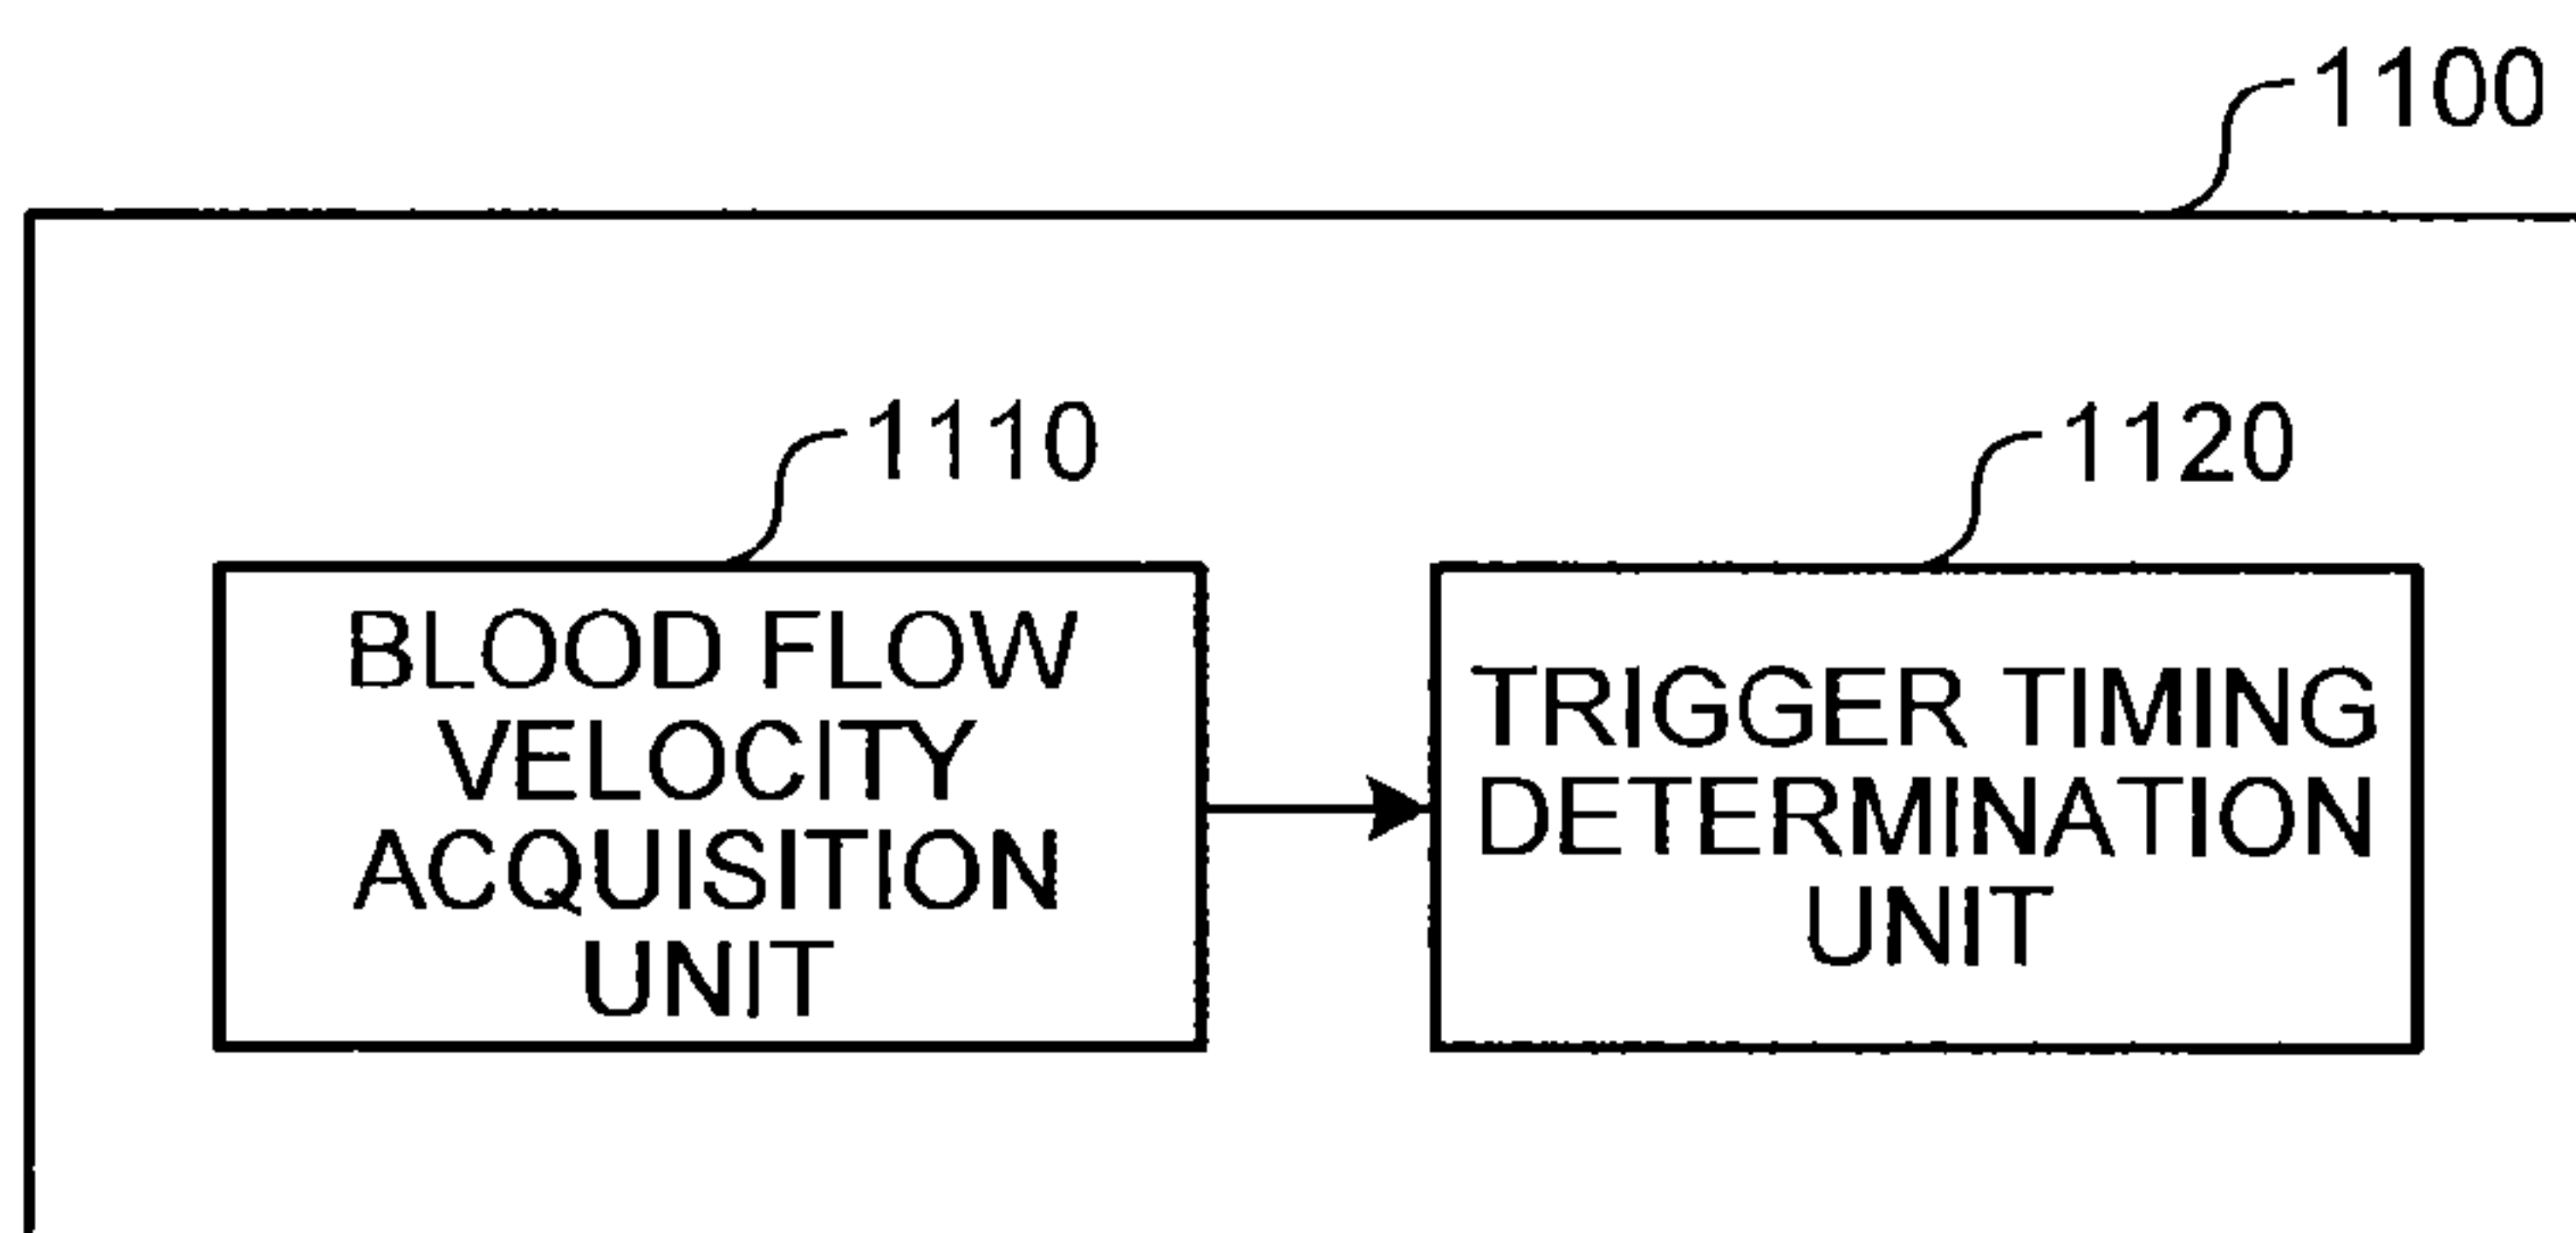 1100
1110
1120
BLOOD FLOW
VELOCITY
ACQUISITION
UNIT
TRIGGER TIMING
DETERMINATION
UNIT